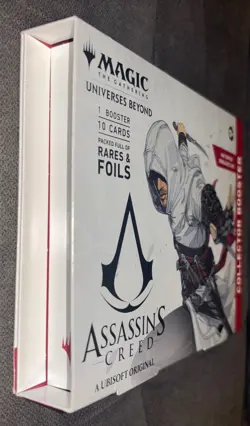 MAGIC
THE GATHERING
UNIVERSES BEYOND
1 BOOSTER
10 CARDS
PACKED FULL OF
RARES &
FOILS
ASSASSIN'S
CREED
A UBISOFT ORIGINAL
COLLECTOR BOOSTER